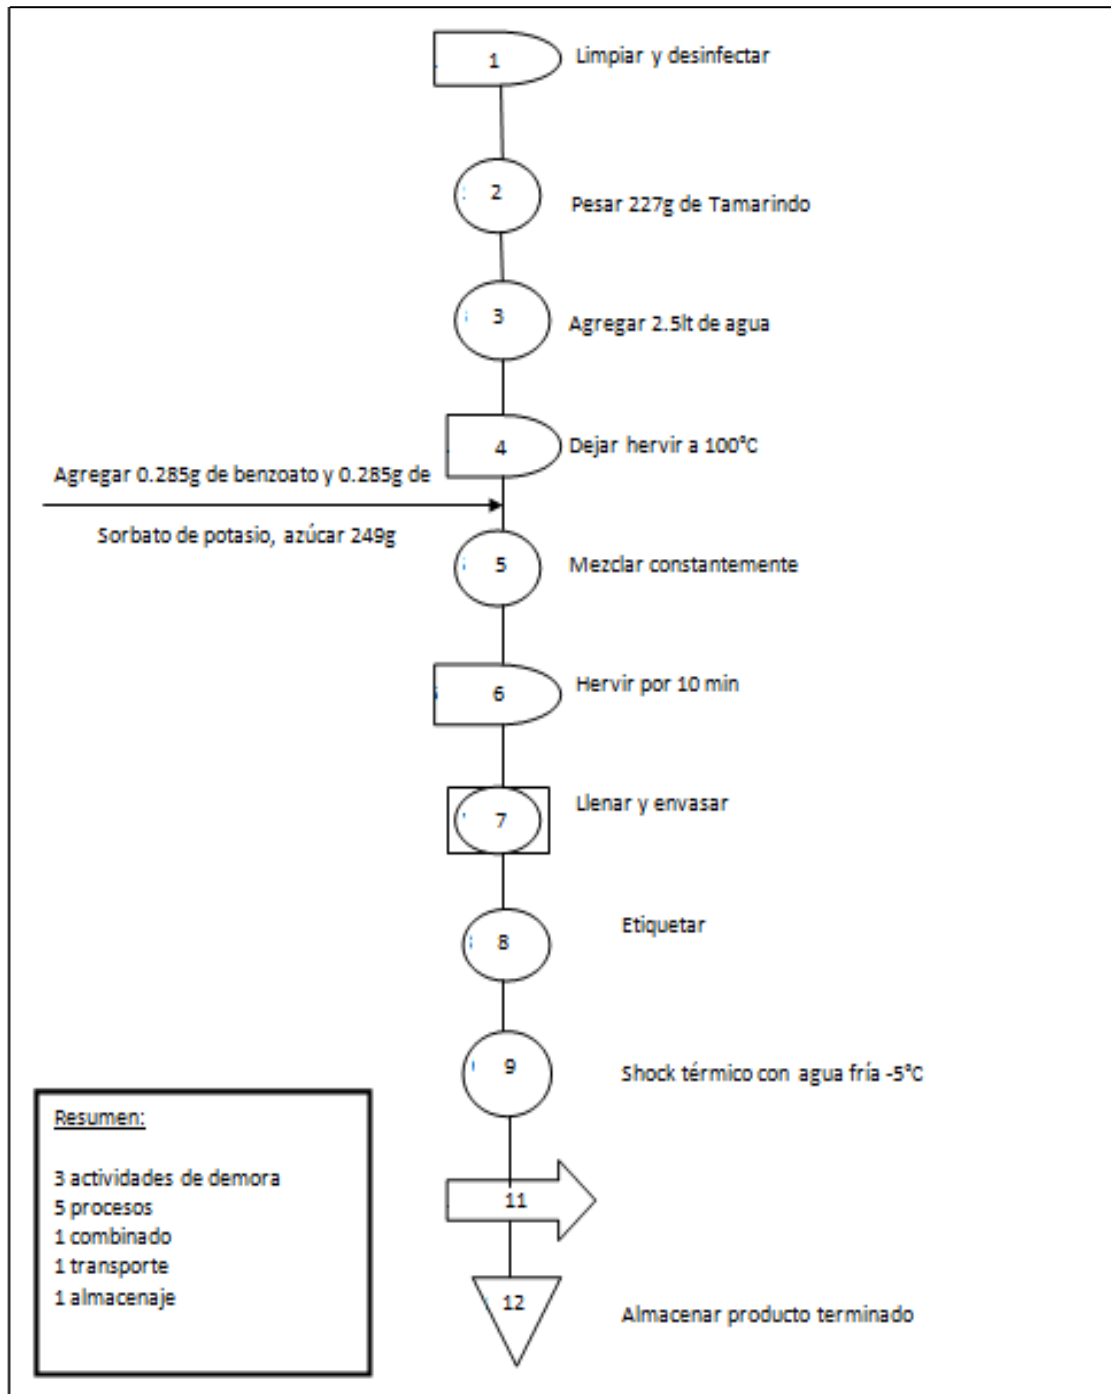 1
Limpiar y desinfectar
2
Pesar 227g de Tamarindo
3
Agregar 2.5lt de agua
4
Dejar hervir a 100°C
Agregar 0.285g de benzoato y 0.285g de
Sorbato de potasio, azúcar 249g
5
Mezclar constantemente
6
Hervir por 10 min
7
Llenar y envasar
8
Etiquetar
9
Shock térmico con agua fría -5°C
11
12
Almacenar producto terminado
Resumen:
3 actividades de demora
5 procesos
1 combinado
1 transporte
1 almacenaje